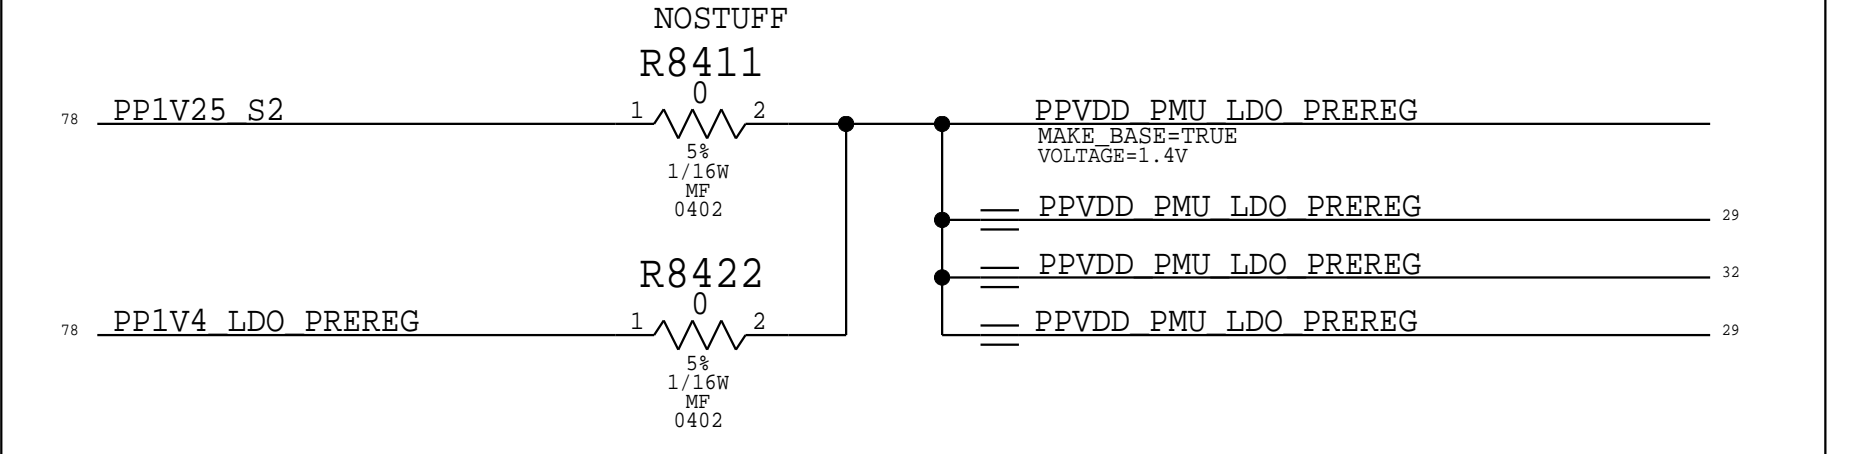 NOSTUFF
R8411
0
78 PP1V25_S2 1 2 PPVDD_PMU_LDO_PREREG
MAKE_BASE=TRUE
VOLTAGE=1.4V
5%
1/16W
MF
0402
PPVDD_PMU_LDO_PREREG 29
PPVDD_PMU_LDO_PREREG 32
R8422
0
78 PP1V4_LDO_PREREG 1 2 PPVDD_PMU_LDO_PREREG 29
5%
1/16W
MF
0402